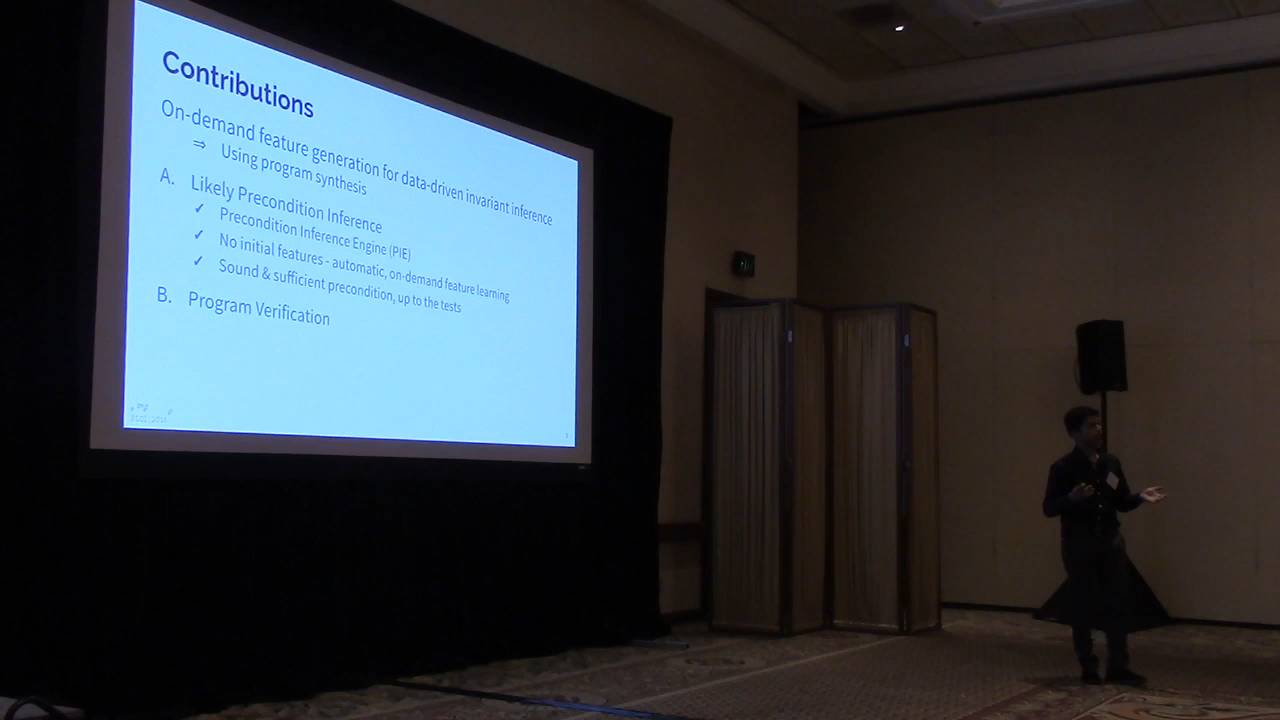 Contributions
On-demand feature generation for data-driven invariant inference
⇒ Using program synthesis
A. Likely Precondition Inference
✓ Precondition Inference Engine (PIE)
✓ No initial features - automatic, on-demand feature learning
✓ Sound & sufficient precondition, up to the tests
B. Program Verification